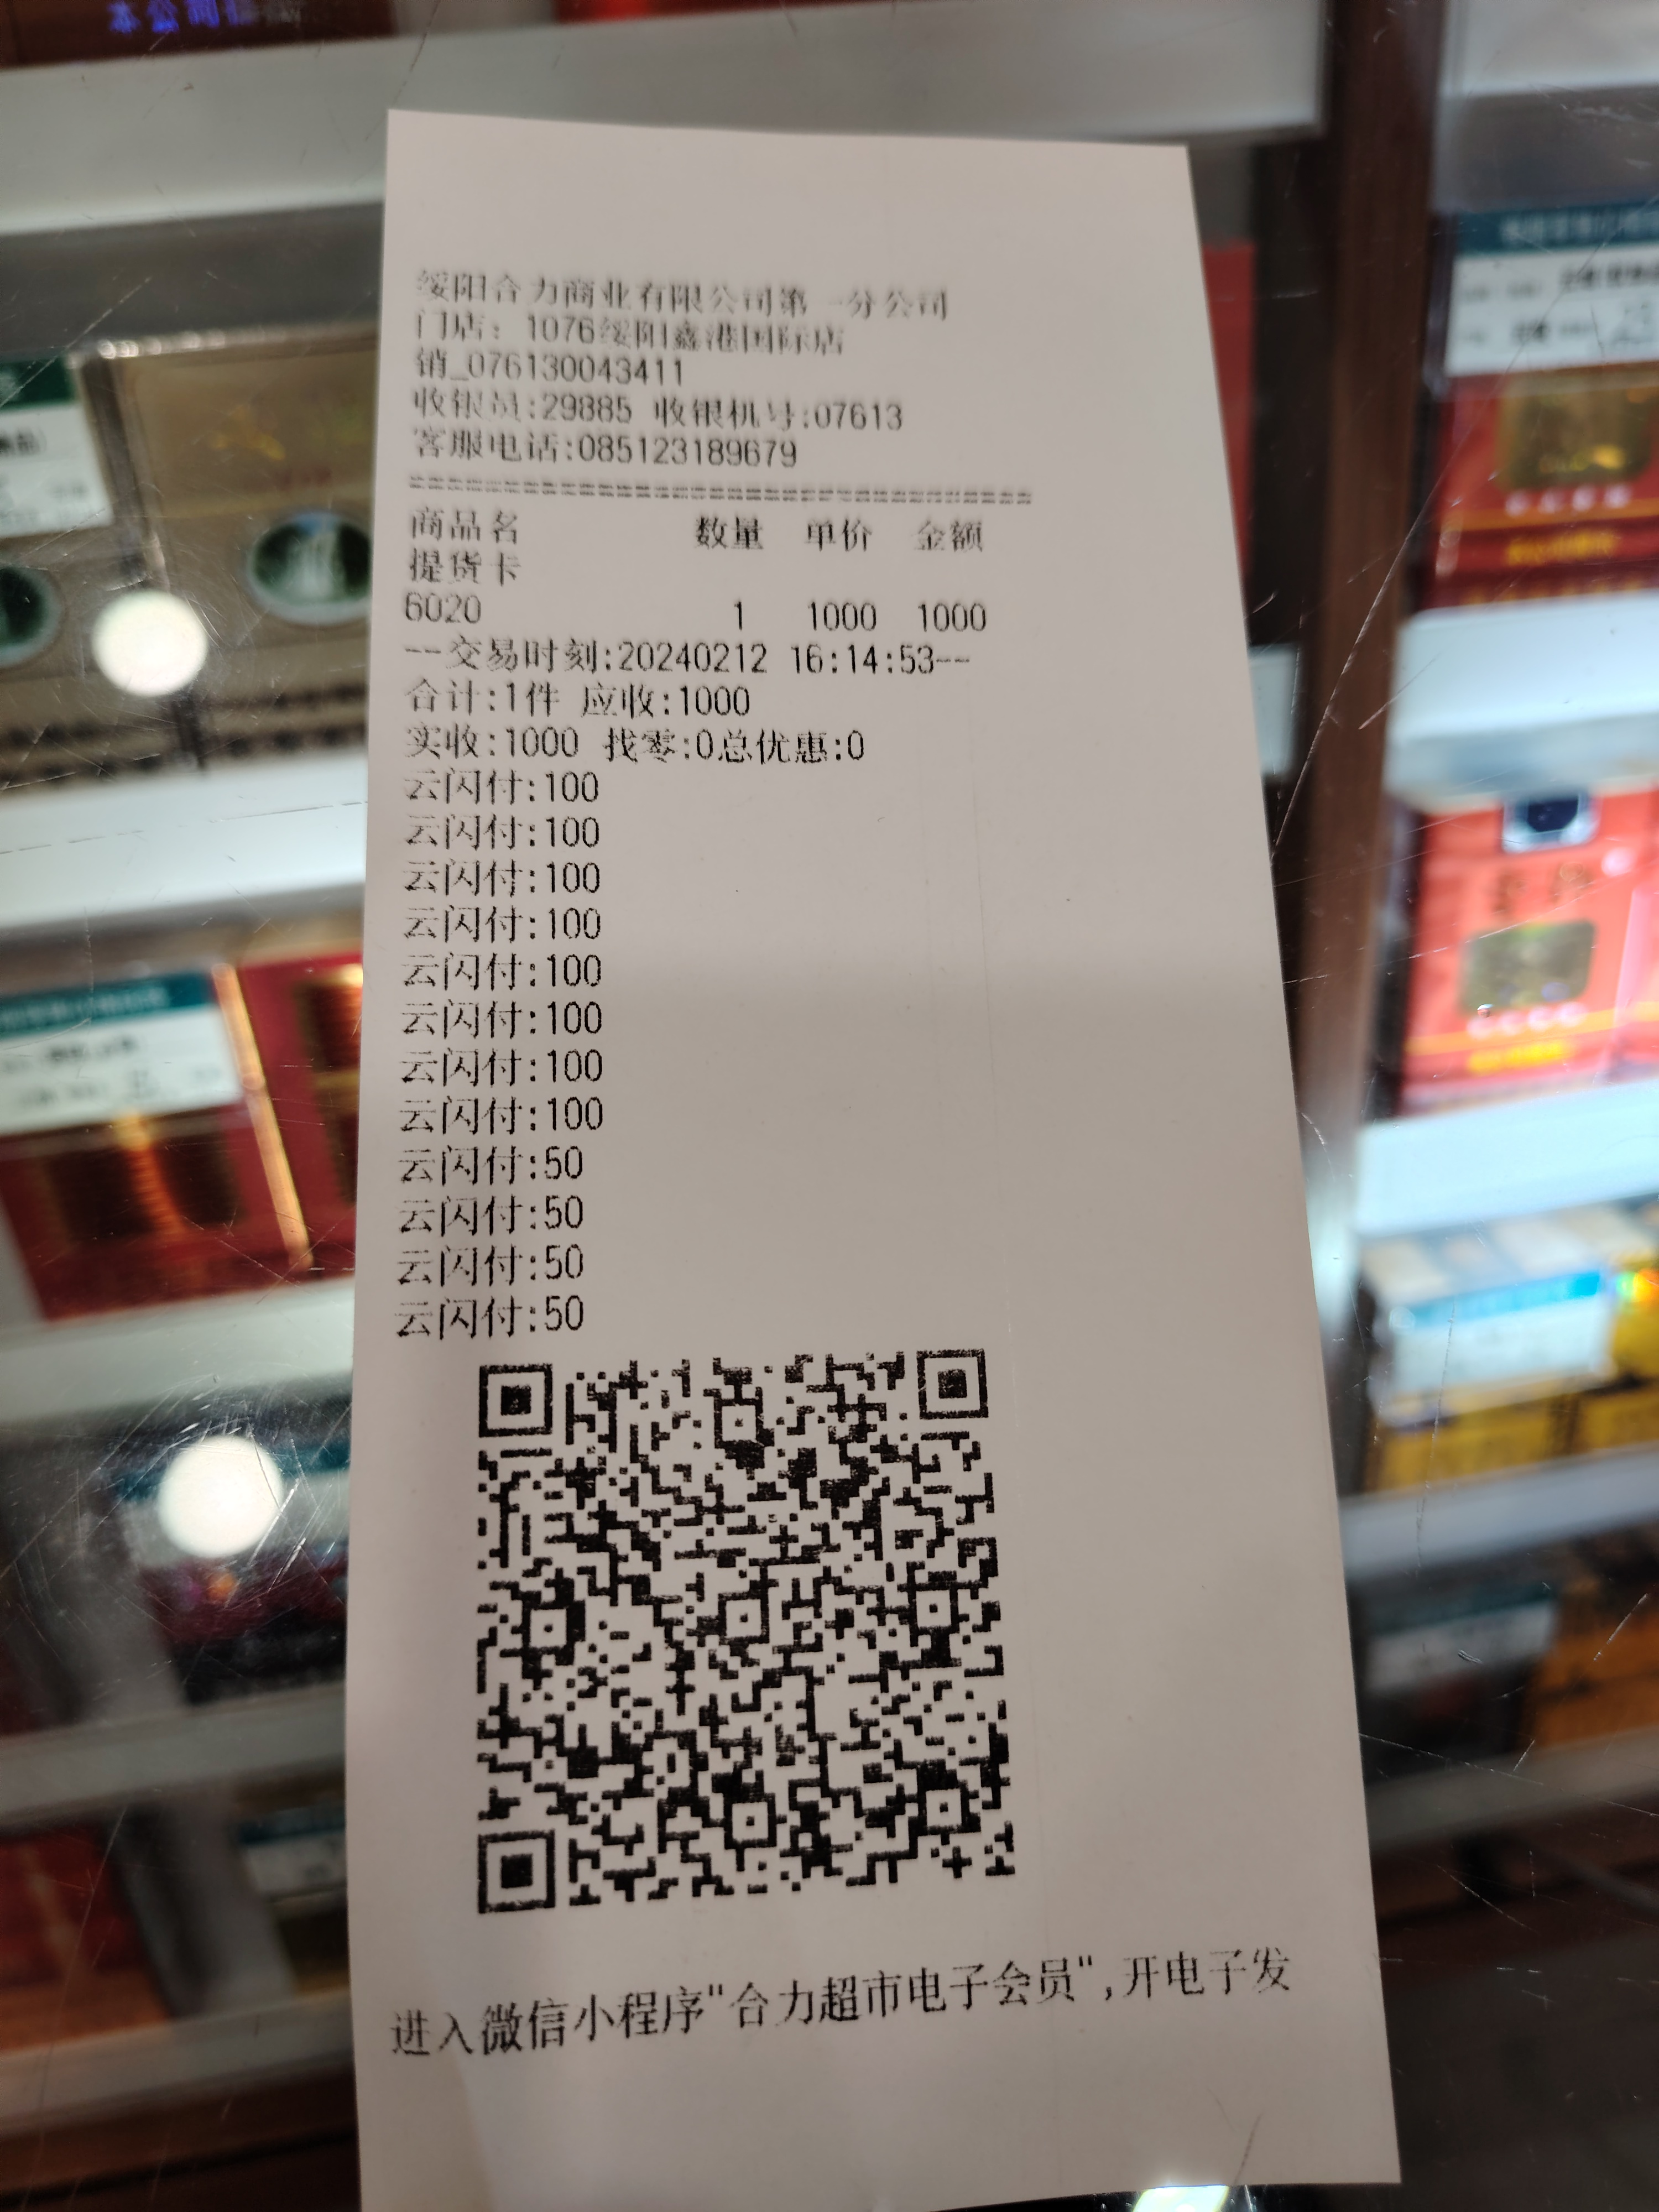 本公司
绥阳合力商业有限公司第一分公司
门店: 1076绥阳鑫港国际店
销_076130043411
收银员:29885 收银机号:07613
客服电话:085123189679
商品名 数量 单价 金额
提货卡
6020 1 1000 1000
--交易时刻:20240212 16:14:53--
合计:1件 应收:1000
实收:1000 找零:0总优惠:0
云闪付:100
云闪付:100
云闪付:100
云闪付:100
云闪付:100
云闪付:100
云闪付:100
云闪付:100
云闪付:50
云闪付:50
云闪付:50
云闪付:50
进入微信小程序"合力超市电子会员",开电子发